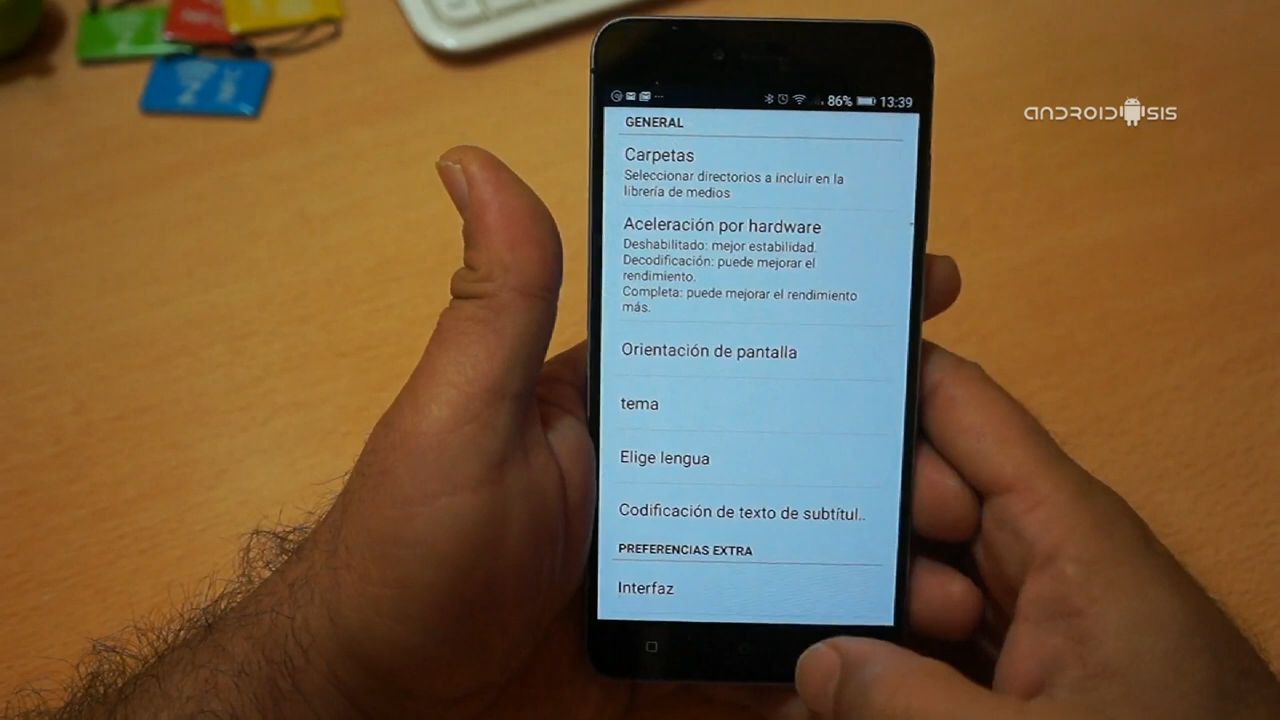 86% 13:39
ANDROIDSIS
GENERAL
Carpetas
Seleccionar directorios a incluir en la
librería de medios
Aceleración por hardware
Deshabilitado: mejor estabilidad.
Decodificación: puede mejorar el
rendimiento.
Completa: puede mejorar el rendimiento
más.
Orientación de pantalla
tema
Elige lengua
Codificación de texto de subtítul..
PREFERENCIAS EXTRA
Interfaz